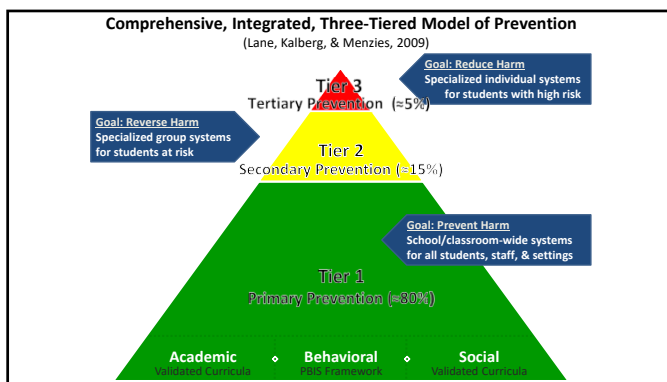 Comprehensive, Integrated, Three-Tiered Model of Prevention
(Lane, Kalberg, & Menzies, 2009)
Goal: Reduce Harm
Specialized individual systems
for students with high risk
Tier 3
Tertiary Prevention (≈5%)
Goal: Reverse Harm
Specialized group systems
for students at risk
Tier 2
Secondary Prevention (≈15%)
Goal: Prevent Harm
School/classroom-wide systems
for all students, staff, & settings
Tier 1
Primary Prevention (≈80%)
Academic ◇ Behavioral ◇ Social
Validated Curricula PBIS Framework Validated Curricula